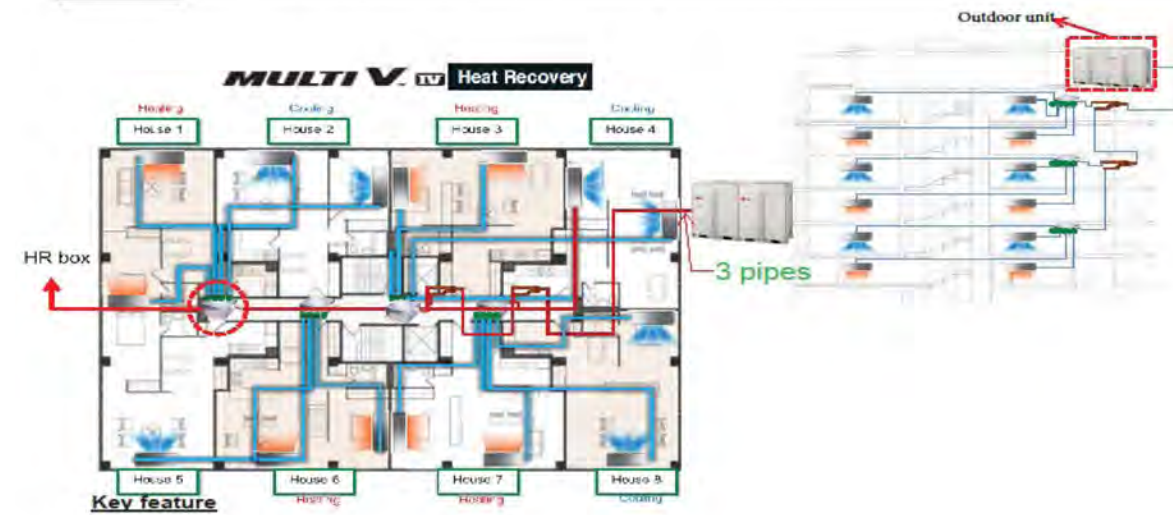 Outdoor unit
MULTI V IV Heat Recovery
Heating Cooling Heating Cooling
House 1 House 2 House 3 House 4
HR box
3 pipes
House 5 House 6 House 7 House 8
Heating Heating Cooling
Key feature